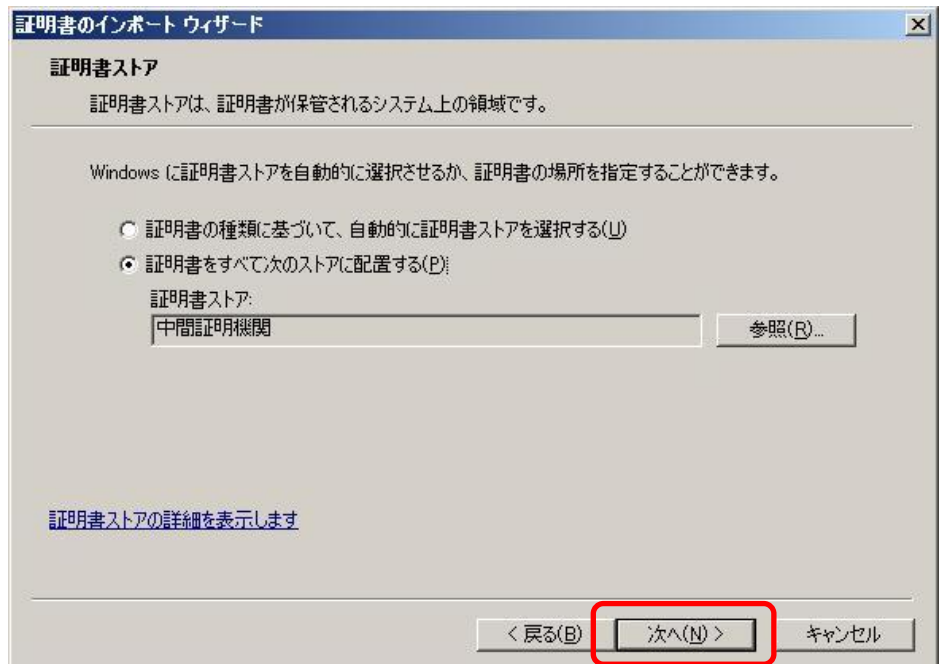 証明書のインポート ウィザード
証明書ストア
証明書ストアは、証明書が保管されるシステム上の領域です。
Windows に証明書ストアを自動的に選択させるか、証明書の場所を指定することができます。
証明書の種類に基づいて、自動的に証明書ストアを選択する(U)
証明書をすべて次のストアに配置する(P)
証明書ストア:
中間証明機関
参照(R)...
証明書ストアの詳細を表示します
< 戻る(B)
次へ(N) >
キャンセル